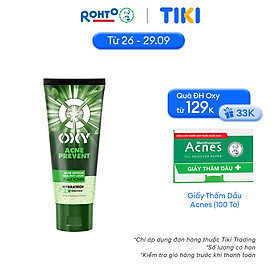 ROHTO
TIKI
Từ 26 - 29.09
OXY
ACNE
PREVENT
HYDRATECH
Quà ĐH Oxy
từ 129K
33K
Acnes
GIẤY THẤM DẦU
Giấy Thấm Dầu
Acnes (100 Tờ)
*Chỉ áp dụng đơn hàng thuộc Tiki Trading
*Số lượng có hạn
*Kiểm tra giỏ hàng trước khi thanh toán